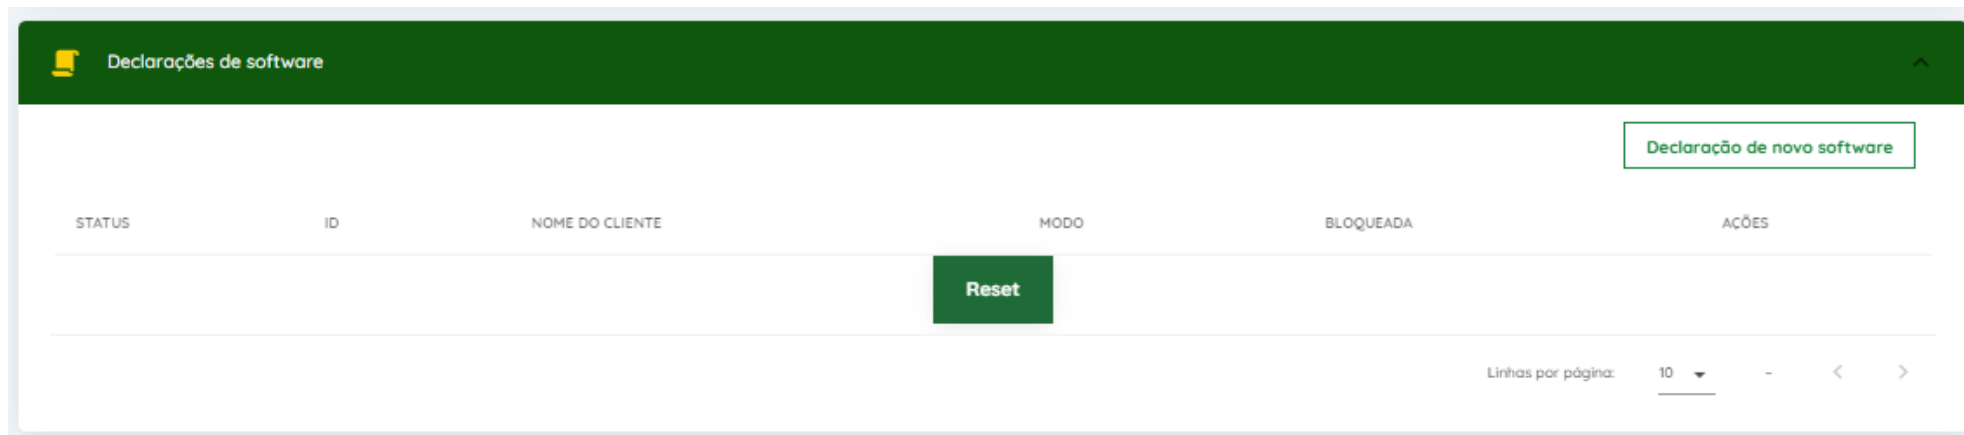 Declarações de software
Declaração de novo software
STATUS ID NOME DO CLIENTE MODO BLOQUEADA AÇÕES
Reset
Linhas por página: 10 –